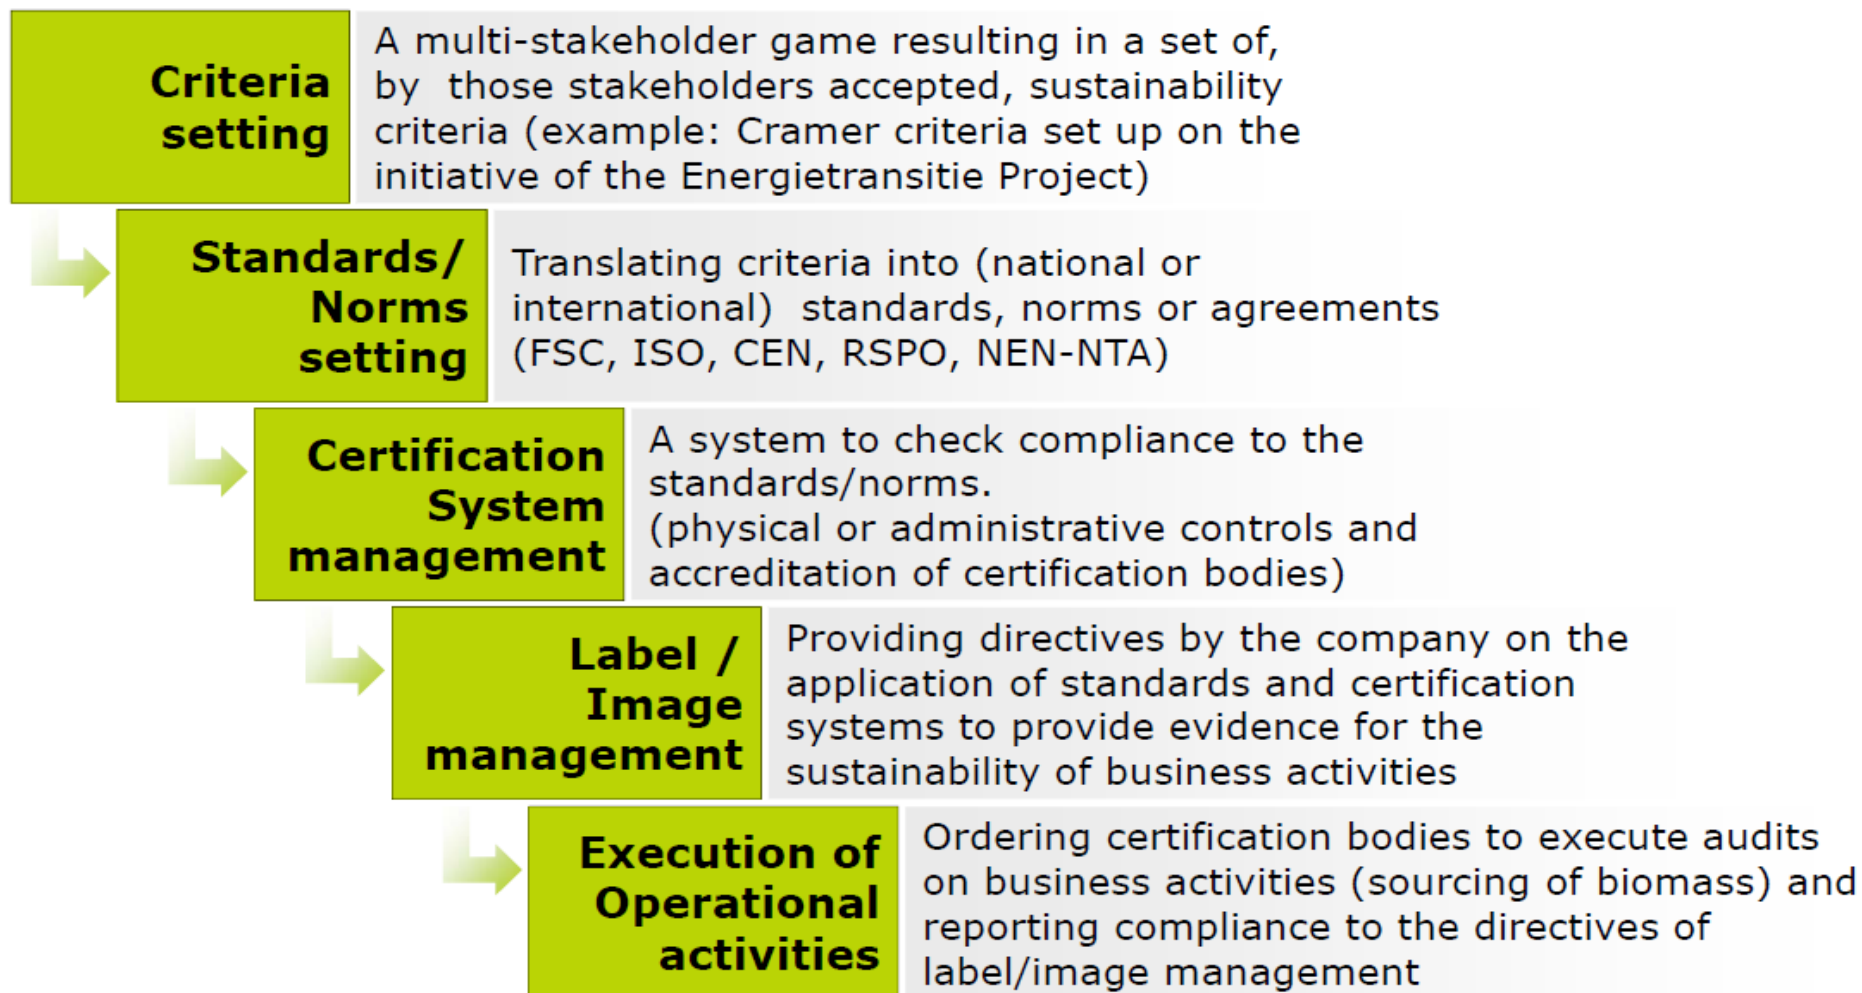 Criteria
setting
A multi-stakeholder game resulting in a set of,
by  those stakeholders accepted, sustainability
criteria (example: Cramer criteria set up on the
initiative of the Energietransitie Project)
Standards/
Norms
setting
Translating criteria into (national or
international)  standards, norms or agreements
(FSC, ISO, CEN, RSPO, NEN-NTA)
Certification
System
management
A system to check compliance to the
standards/norms.
(physical or administrative controls and
accreditation of certification bodies)
Label /
Image
management
Providing directives by the company on the
application of standards and certification
systems to provide evidence for the
sustainability of business activities
Execution of
Operational
activities
Ordering certification bodies to execute audits
on business activities (sourcing of biomass) and
reporting compliance to the directives of
label/image management